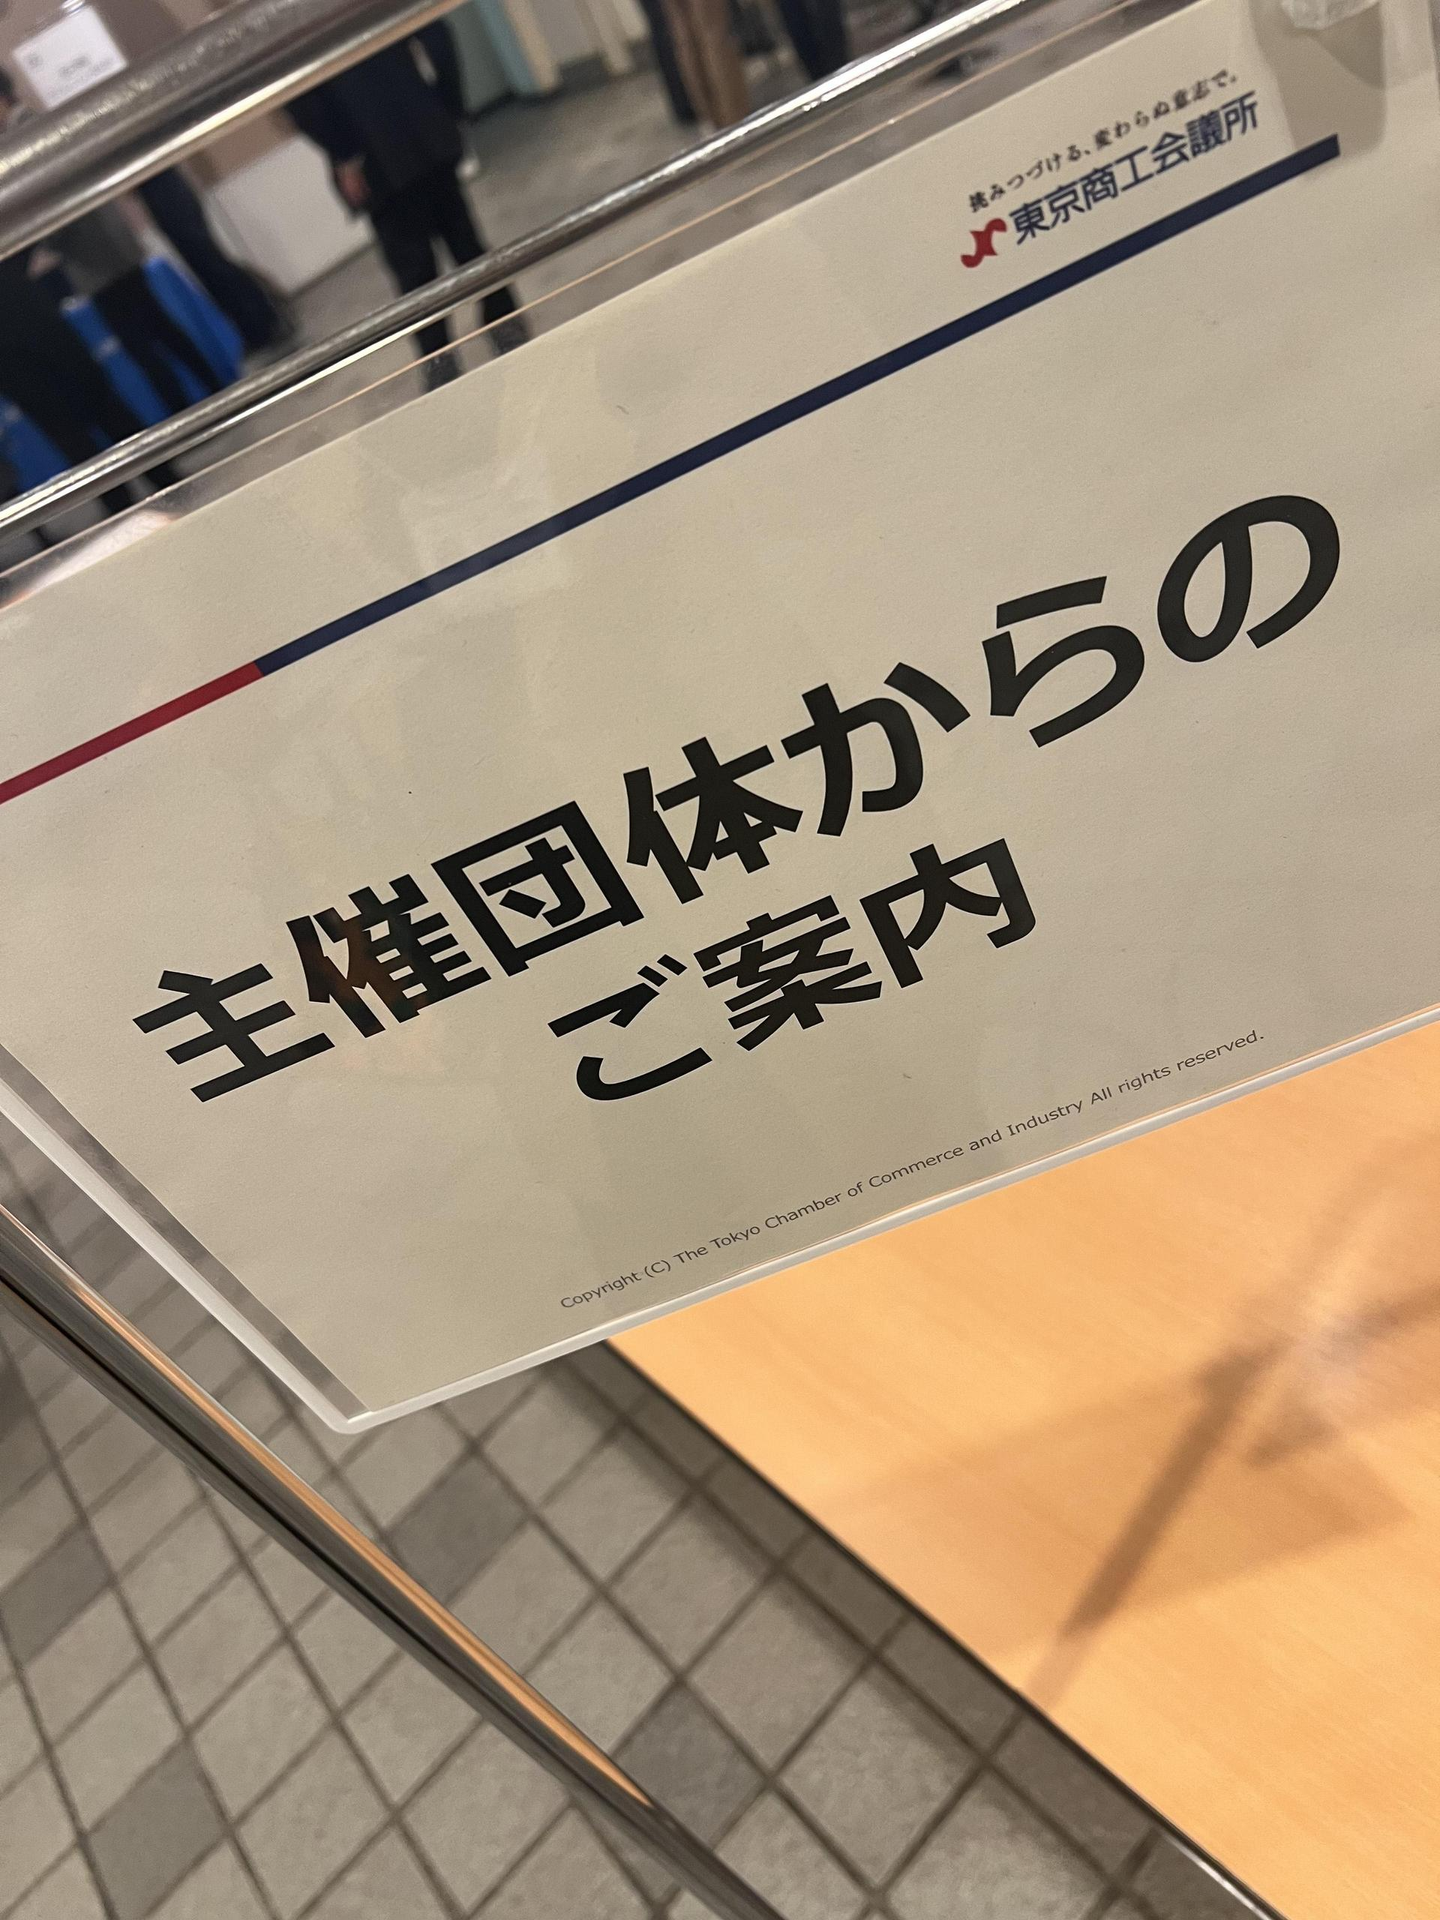 挑みつづける、変わらぬ意志で。
東京商工会議所
主催団体からの
ご案内
Copyright (C) The Tokyo Chamber of Commerce and Industry All rights reserved.